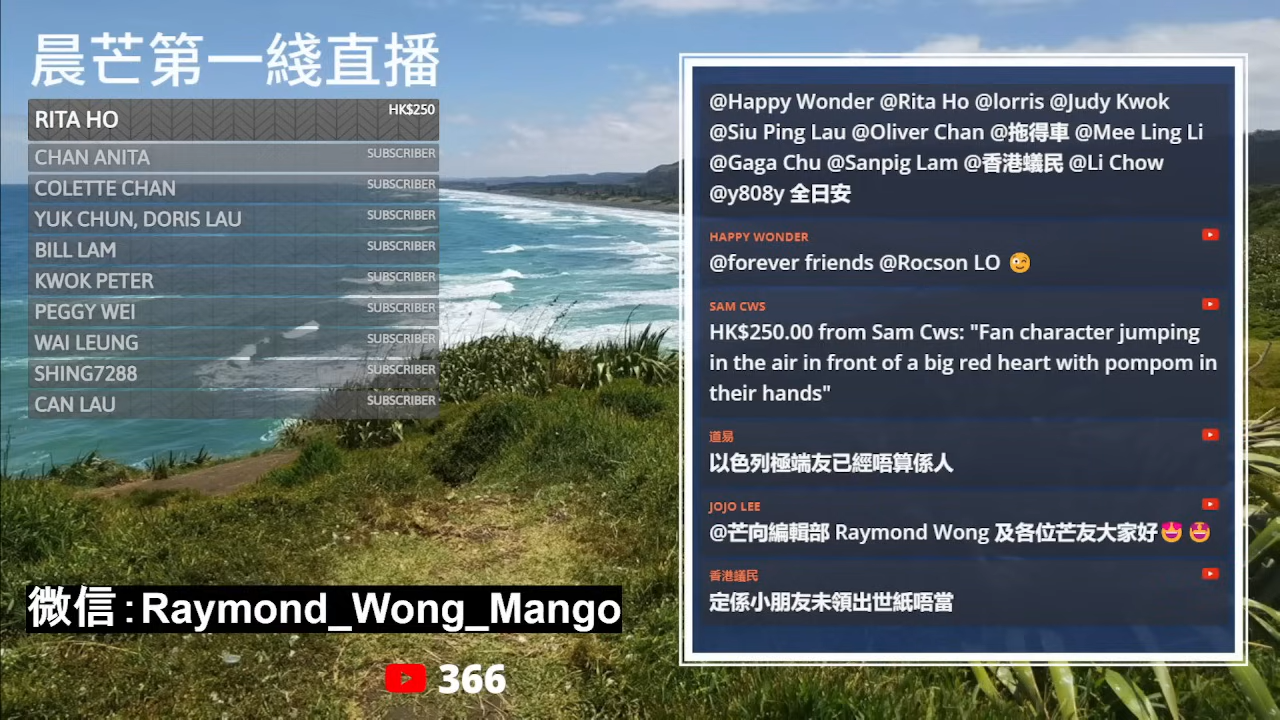 晨芒第一綫直播
RITA HO HK$250
CHAN ANITA SUBSCRIBER
COLETTE CHAN SUBSCRIBER
YUK CHUN, DORIS LAU SUBSCRIBER
BILL LAM SUBSCRIBER
KWOK PETER SUBSCRIBER
PEGGY WEI SUBSCRIBER
WAI LEUNG SUBSCRIBER
SHING7288 SUBSCRIBER
CAN LAU SUBSCRIBER
微信:Raymond_Wong_Mango
366
@Happy Wonder @Rita Ho @lorris @Judy Kwok
@Siu Ping Lau @Oliver Chan @拖得車 @Mee Ling Li
@Gaga Chu @Sanpig Lam @香港蟻民 @Li Chow
@y808y 全日安
HAPPY WONDER
@forever friends @Rocson LO 😉
SAM CWS
HK$250.00 from Sam Cws: "Fan character jumping
in the air in front of a big red heart with pompom in
their hands"
道易
以色列極端友已經唔算係人
JOJO LEE
@芒向編輯部 Raymond Wong 及各位芒友大家好😍🤩
香港蟻民
定係小朋友未領出世紙唔當